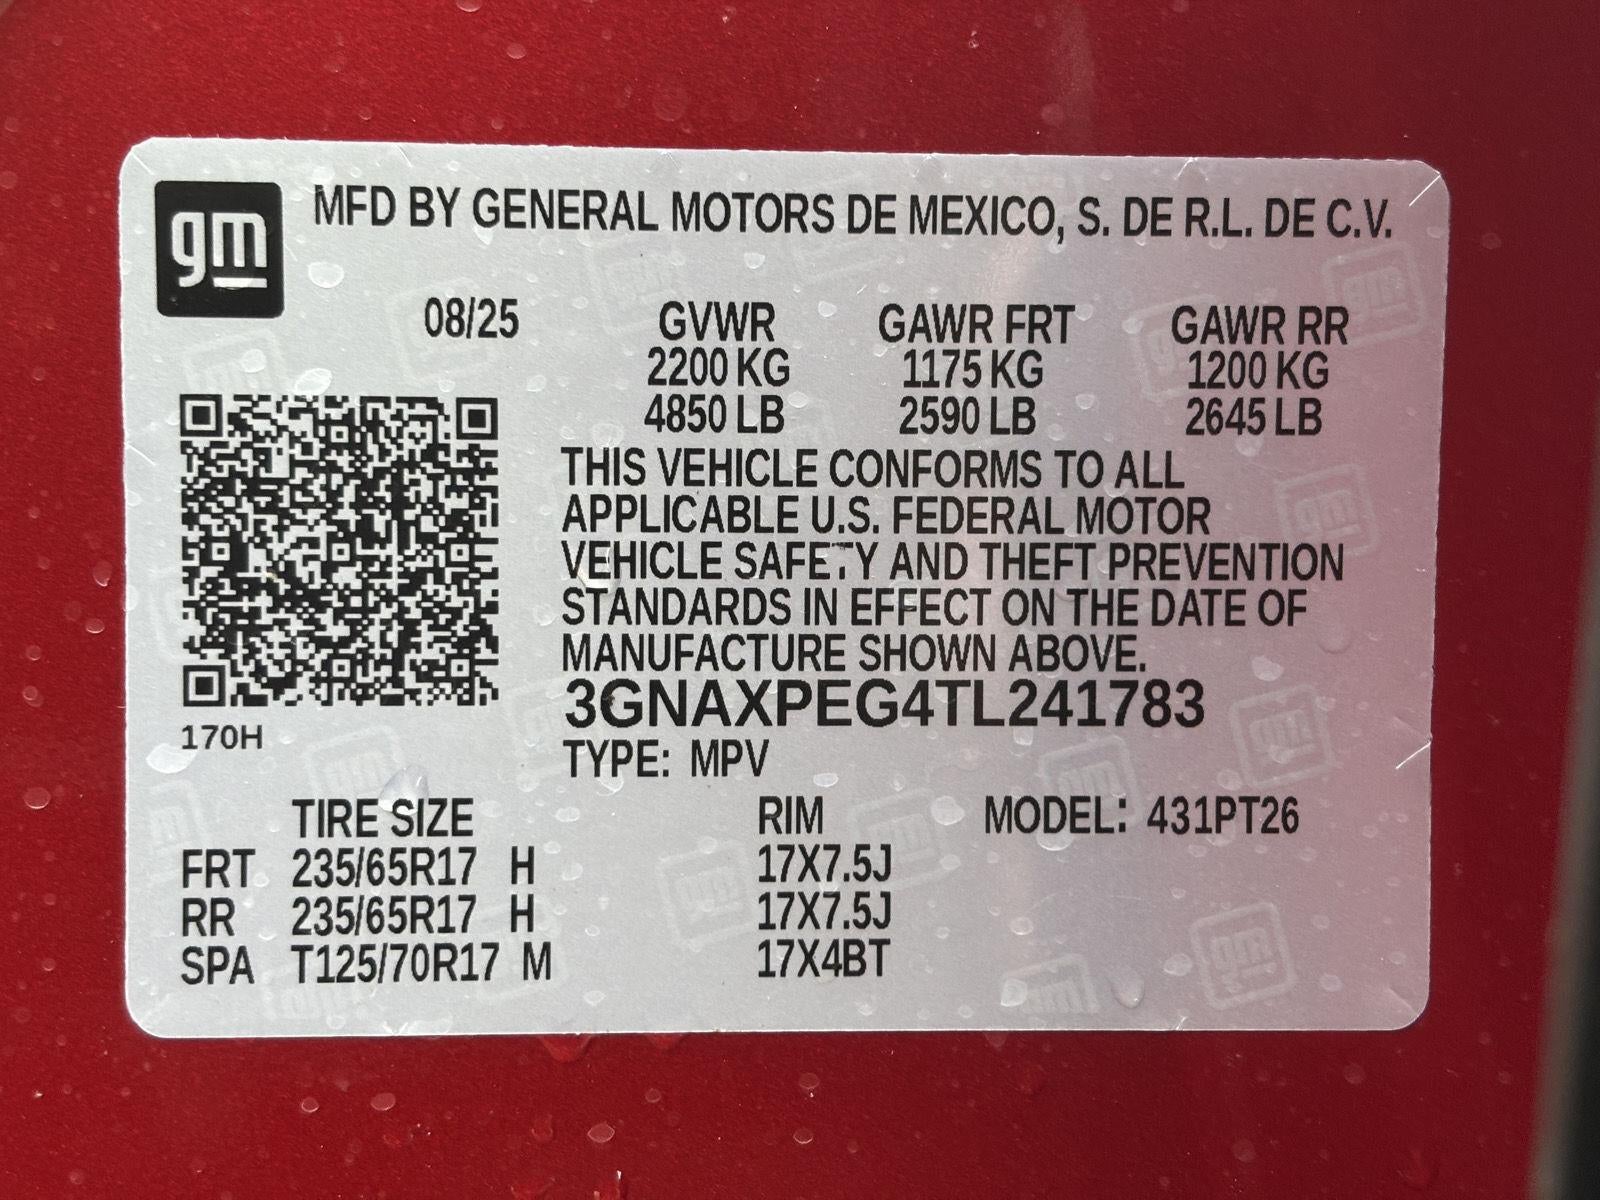 gm MFD BY GENERAL MOTORS DE MEXICO, S. DE R.L. DE C.V.
08/25 GVWR GAWR FRT GAWR RR
2200 KG 1175 KG 1200 KG
4850 LB 2590 LB 2645 LB
THIS VEHICLE CONFORMS TO ALL
APPLICABLE U.S. FEDERAL MOTOR
VEHICLE SAFETY AND THEFT PREVENTION
STANDARDS IN EFFECT ON THE DATE OF
MANUFACTURE SHOWN ABOVE.
3GNAXPEG4TL241783
170H
TYPE: MPV
TIRE SIZE RIM MODEL: 431PT26
FRT 235/65R17 H 17X7.5J
RR 235/65R17 H 17X7.5J
SPA T125/70R17 M 17X4BT